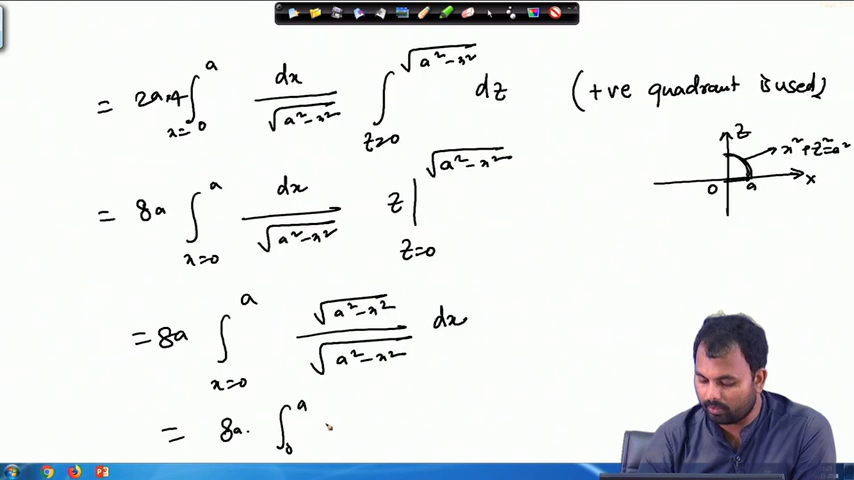 = 2a·4 ∫_{x=0}^{a} dx/√(a²−x²) ∫_{z=0}^{√(a²−x²)} dz (+ve quadrant is used)
Z
x²+z²=a²
0 a X
= 8a ∫_{x=0}^{a} dx/√(a²−x²) z |_{z=0}^{√(a²−x²)}
= 8a ∫_{x=0}^{a} √(a²−x²)/√(a²−x²) dx
= 8a· ∫_0^a